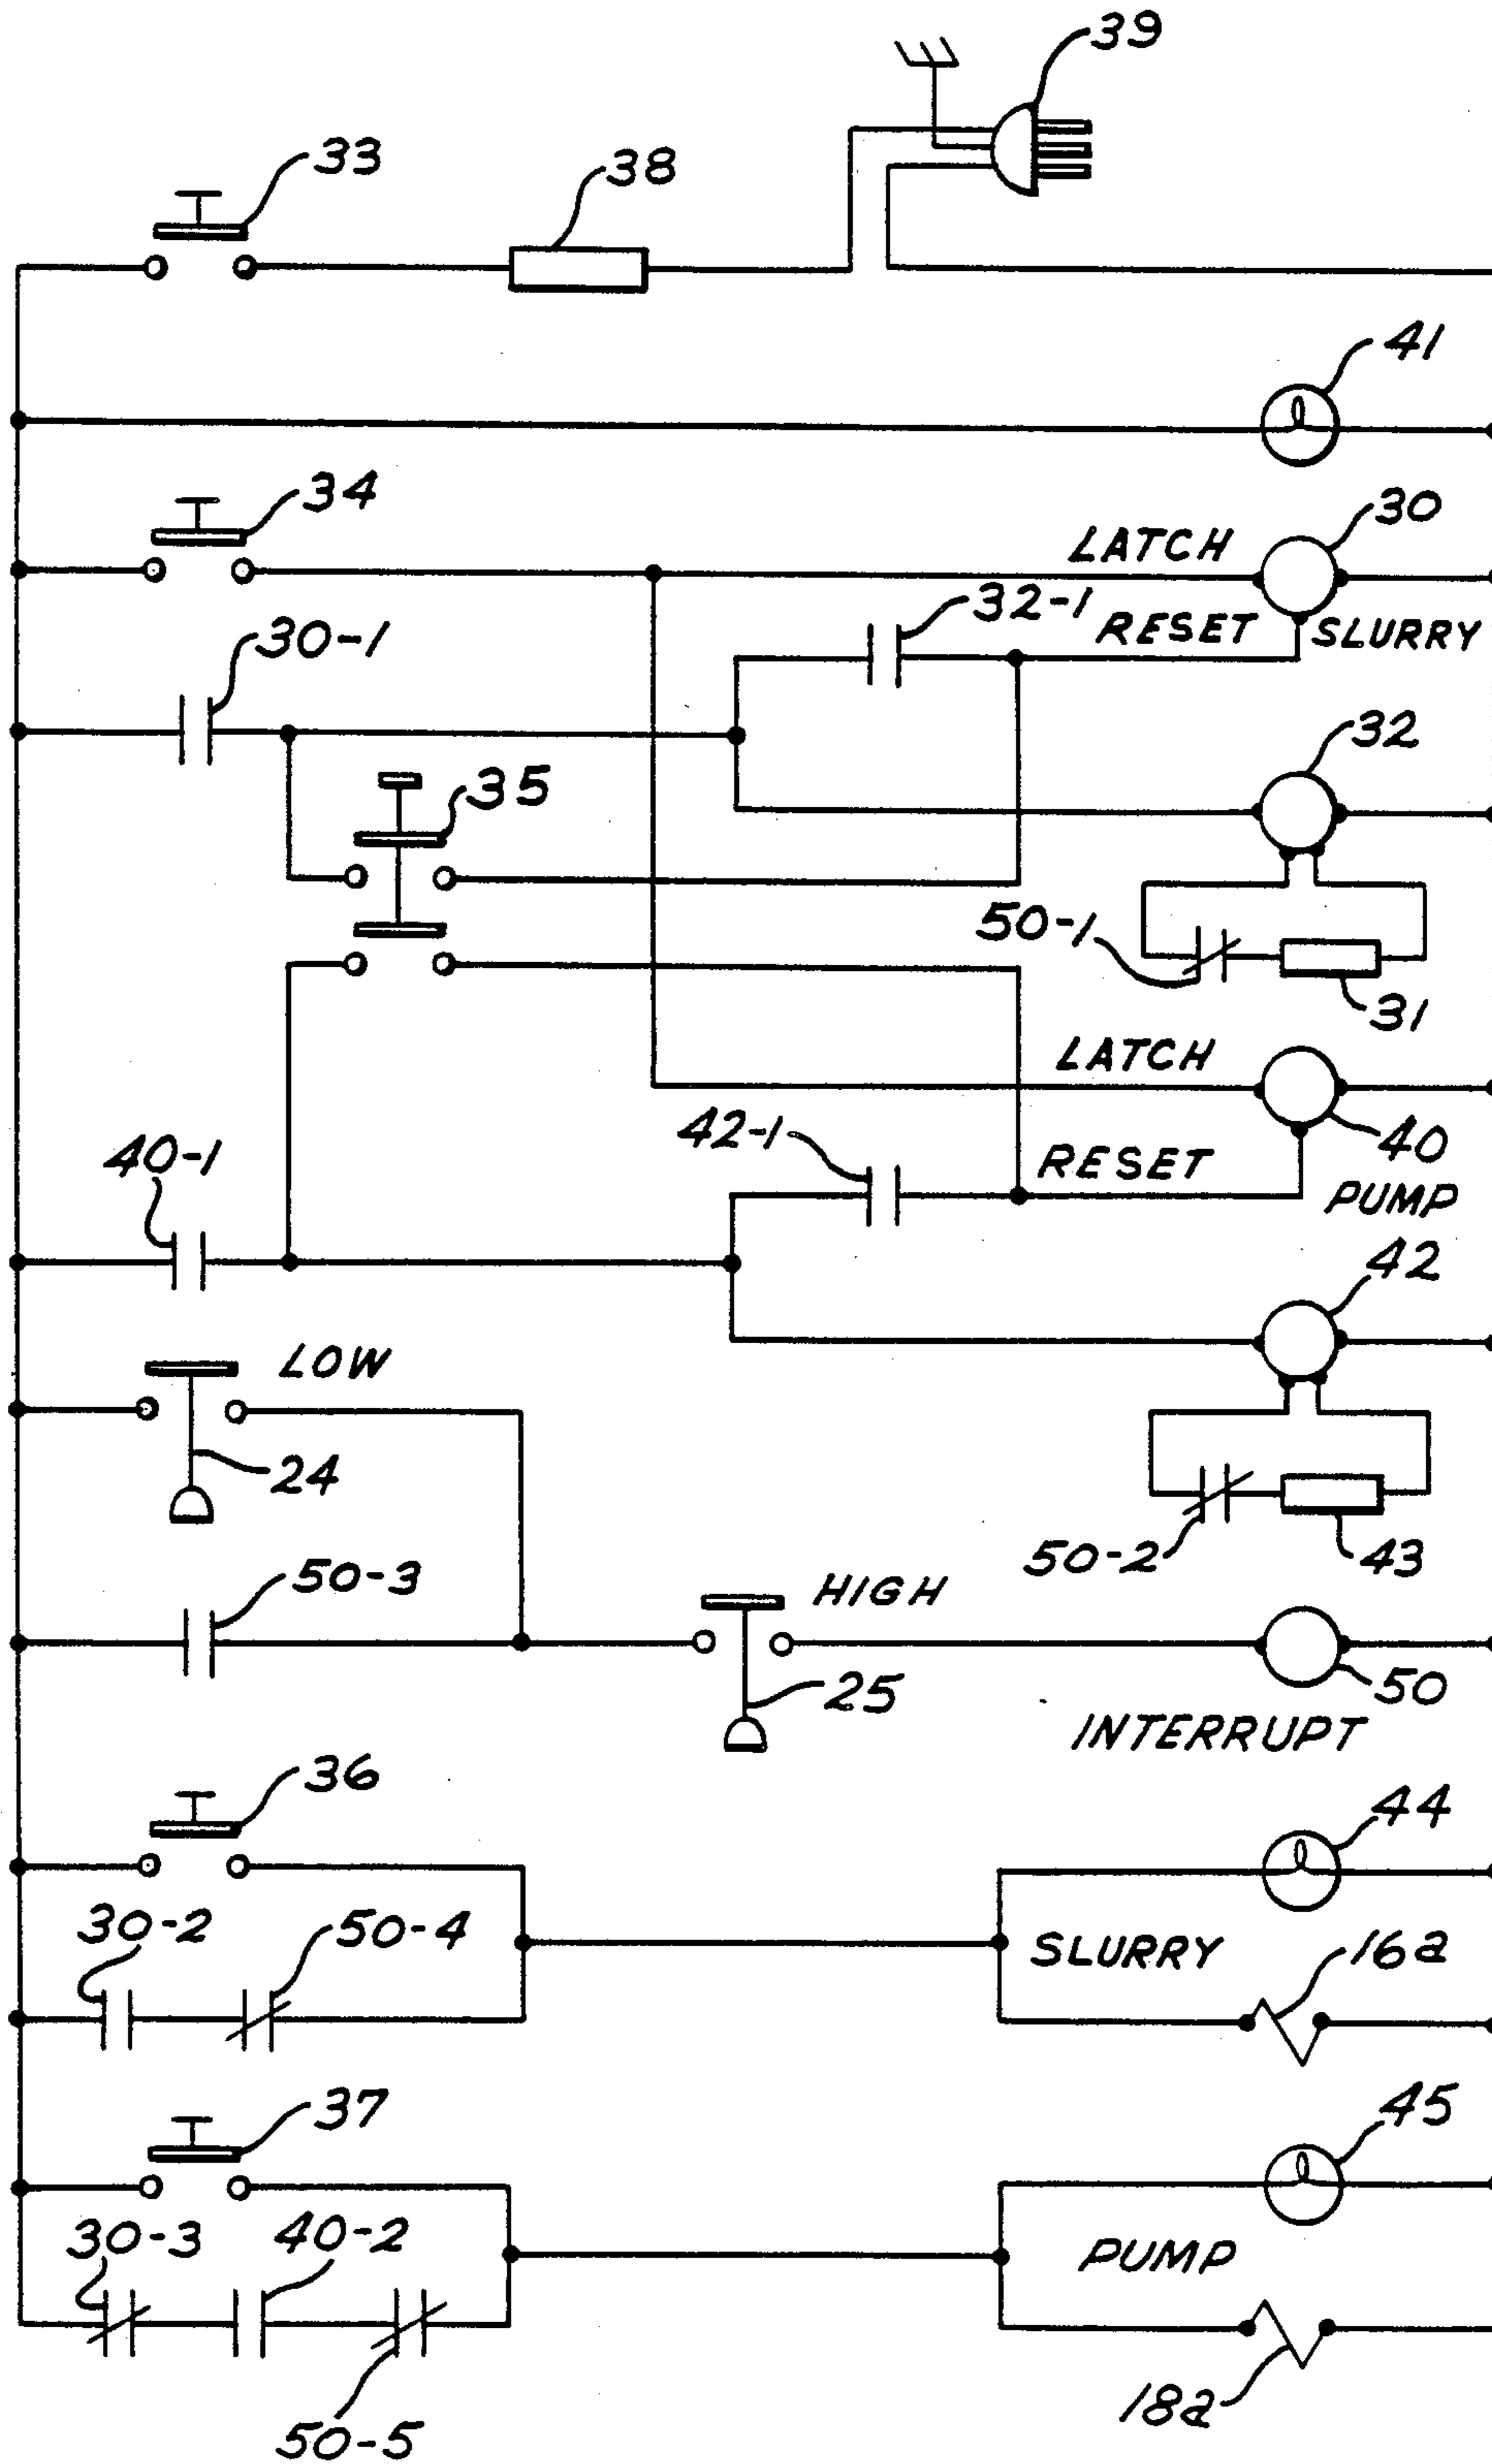 39
33
38
41
34
30
LATCH
32-1
30-1
RESET
SLURRY
32
35
50-1
31
LATCH
42-1
40
40-1
RESET
PUMP
42
LOW
24
50-2
43
50-3
HIGH
25
50
INTERRUPT
36
44
30-2
50-4
SLURRY
16a
37
45
30-3
40-2
PUMP
18a
50-5